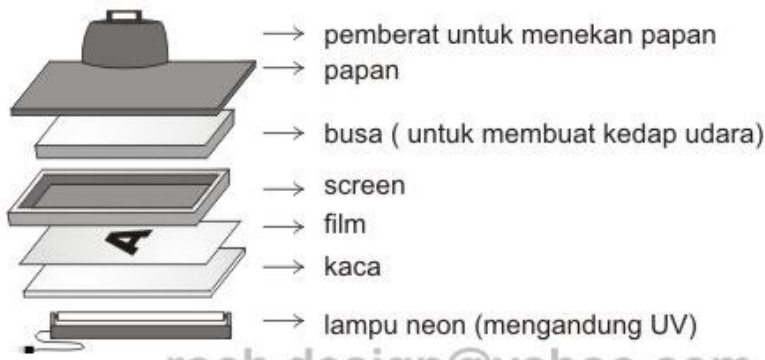 pemberat untuk menekan papan
papan
busa ( untuk membuat kedap udara)
screen
film
A
kaca
lampu neon (mengandung UV)